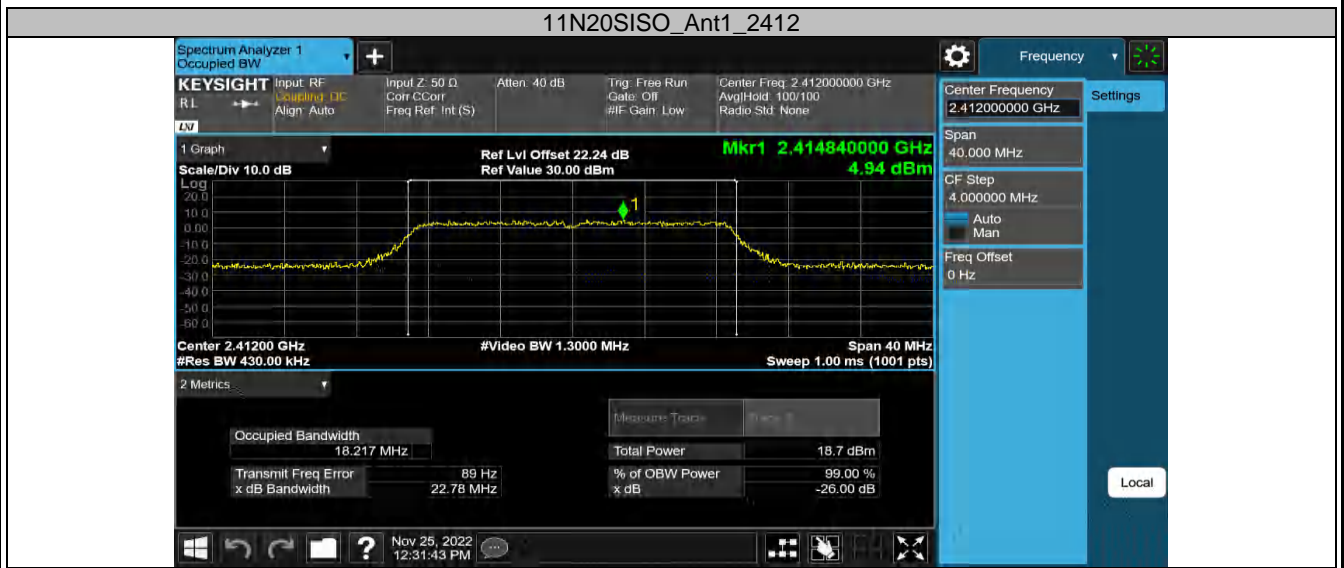 11N20SISO_Ant1_2412
Spectrum Analyzer 1
Occupied BW
Frequency
KEYSIGHT
RL
LXI
Input: RF
Coupling: DC
Align: Auto
Input Z: 50 Ω
Corr CCorr
Freq Ref: Int (S)
Atten: 40 dB
Trig: Free Run
Gate: Off
#IF Gain: Low
Center Freq: 2.412000000 GHz
Avg|Hold: 100/100
Radio Std: None
Center Frequency
2.412000000 GHz
Settings
Span
40.000 MHz
CF Step
4.000000 MHz
Auto
Man
Freq Offset
0 Hz
1 Graph
Scale/Div 10.0 dB
Ref Lvl Offset 22.24 dB
Ref Value 30.00 dBm
Mkr1 2.414840000 GHz
4.94 dBm
Log
20.0
10.0
0.00
-10.0
-20.0
-30.0
-40.0
-50.0
-60.0
1
Center 2.41200 GHz
#Res BW 430.00 kHz
#Video BW 1.3000 MHz
Span 40 MHz
Sweep 1.00 ms (1001 pts)
2 Metrics
Measure Trace
Occupied Bandwidth
18.217 MHz
Total Power 18.7 dBm
Transmit Freq Error 89 Hz
% of OBW Power 99.00 %
x dB Bandwidth 22.78 MHz
x dB -26.00 dB
Local
?
Nov 25, 2022
12:31:43 PM